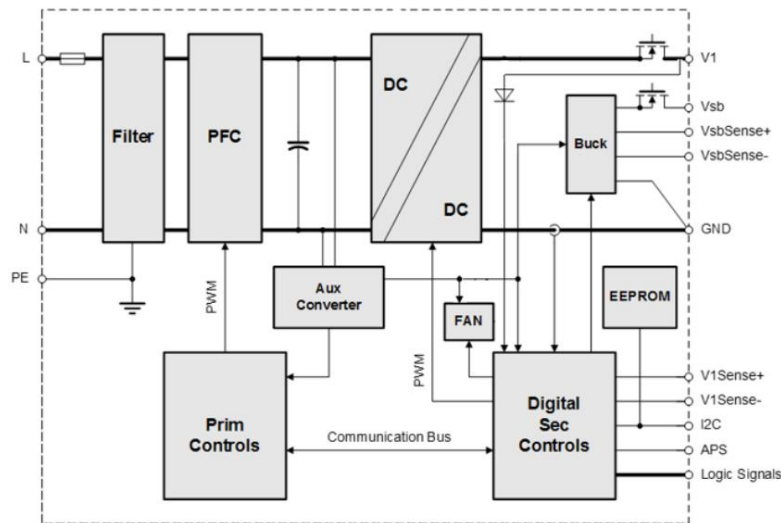 L
V1
DC
Vsb
Filter
PFC
Buck
VsbSense+
VsbSense-
DC
N
GND
PE
PWM
Aux
Converter
FAN
EEPROM
PWM
Prim
Controls
Communication Bus
Digital
Sec
Controls
V1Sense+
V1Sense-
I2C
APS
Logic Signals